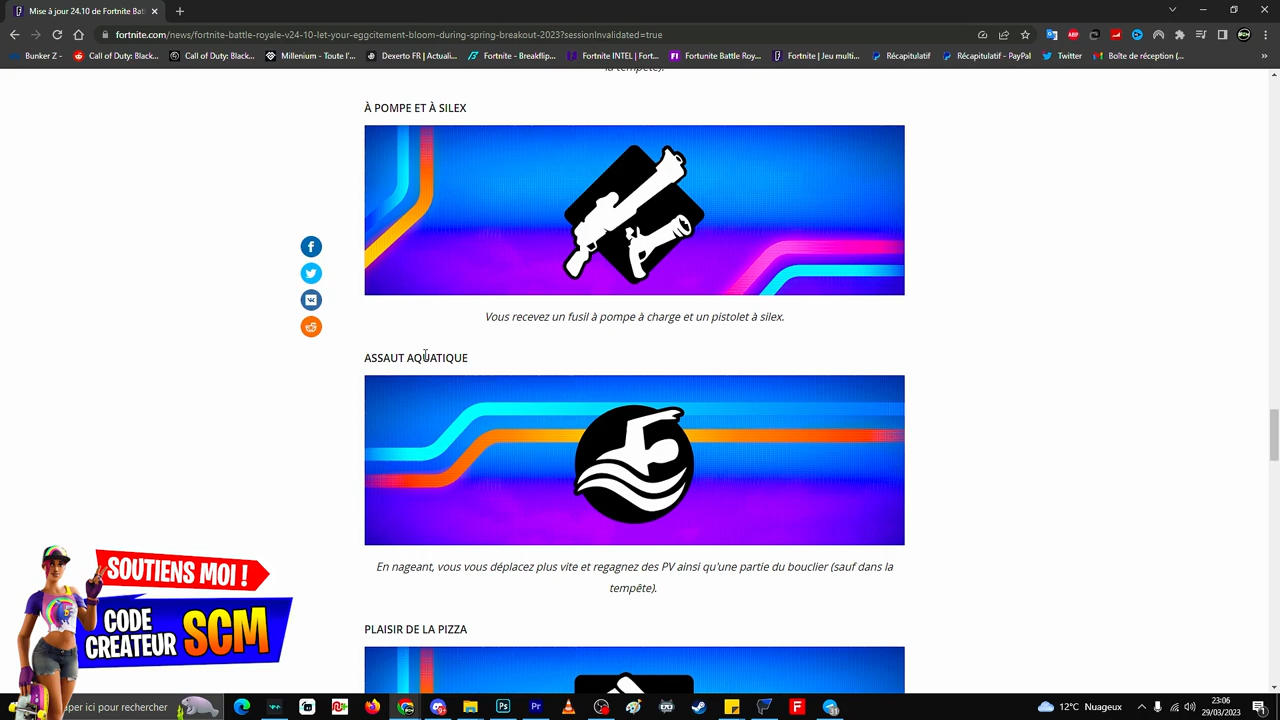 Mise à jour 24.10 de Fortnite Bat
fortnite.com/news/fortnite-battle-royale-v24-10-let-your-eggcitement-bloom-during-spring-breakout-2023?sessionInvalidated=true
Bunker Z -
Call of Duty: Black...
Call of Duty: Black...
Millenium - Toute l'...
Dexerto FR | Actuali...
Fortnite - Breakflip...
Fortnite INTEL | Fort...
Fortunite Battle Roy...
Fortnite | Jeu multi...
Récapitulatif
Récapitulatif - PayPal
Twitter
Boîte de réception (...
la tempête).
À POMPE ET À SILEX
Vous recevez un fusil à pompe à charge et un pistolet à silex.
ASSAUT AQUATIQUE
En nageant, vous vous déplacez plus vite et regagnez des PV ainsi qu'une partie du bouclier (sauf dans la
tempête).
PLAISIR DE LA PIZZA
SOUTIENS MOI !
CODE
CREATEUR SCM
aper ici pour rechercher
12°C Nuageux
23:06
29/03/2023